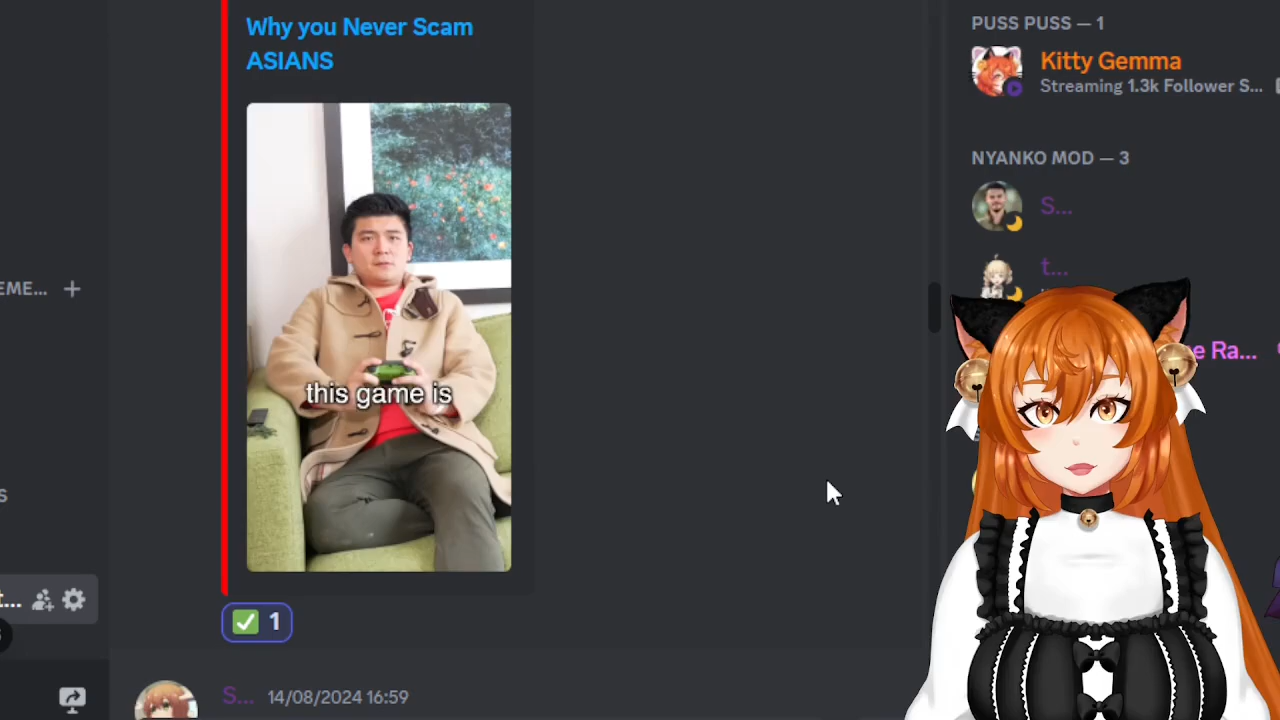 Why you Never Scam
ASIANS
this game is
1
S... 14/08/2024 16:59
EME...
S
t...
PUSS PUSS — 1
Kitty Gemma
Streaming 1.3k Follower S...
NYANKO MOD — 3
S...
t...
e Ra...